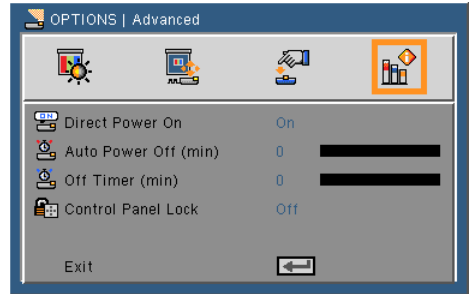 OPTIONS | Advanced
Direct Power On On
Auto Power Off (min) 0
Off Timer (min) 0
Control Panel Lock Off
Exit